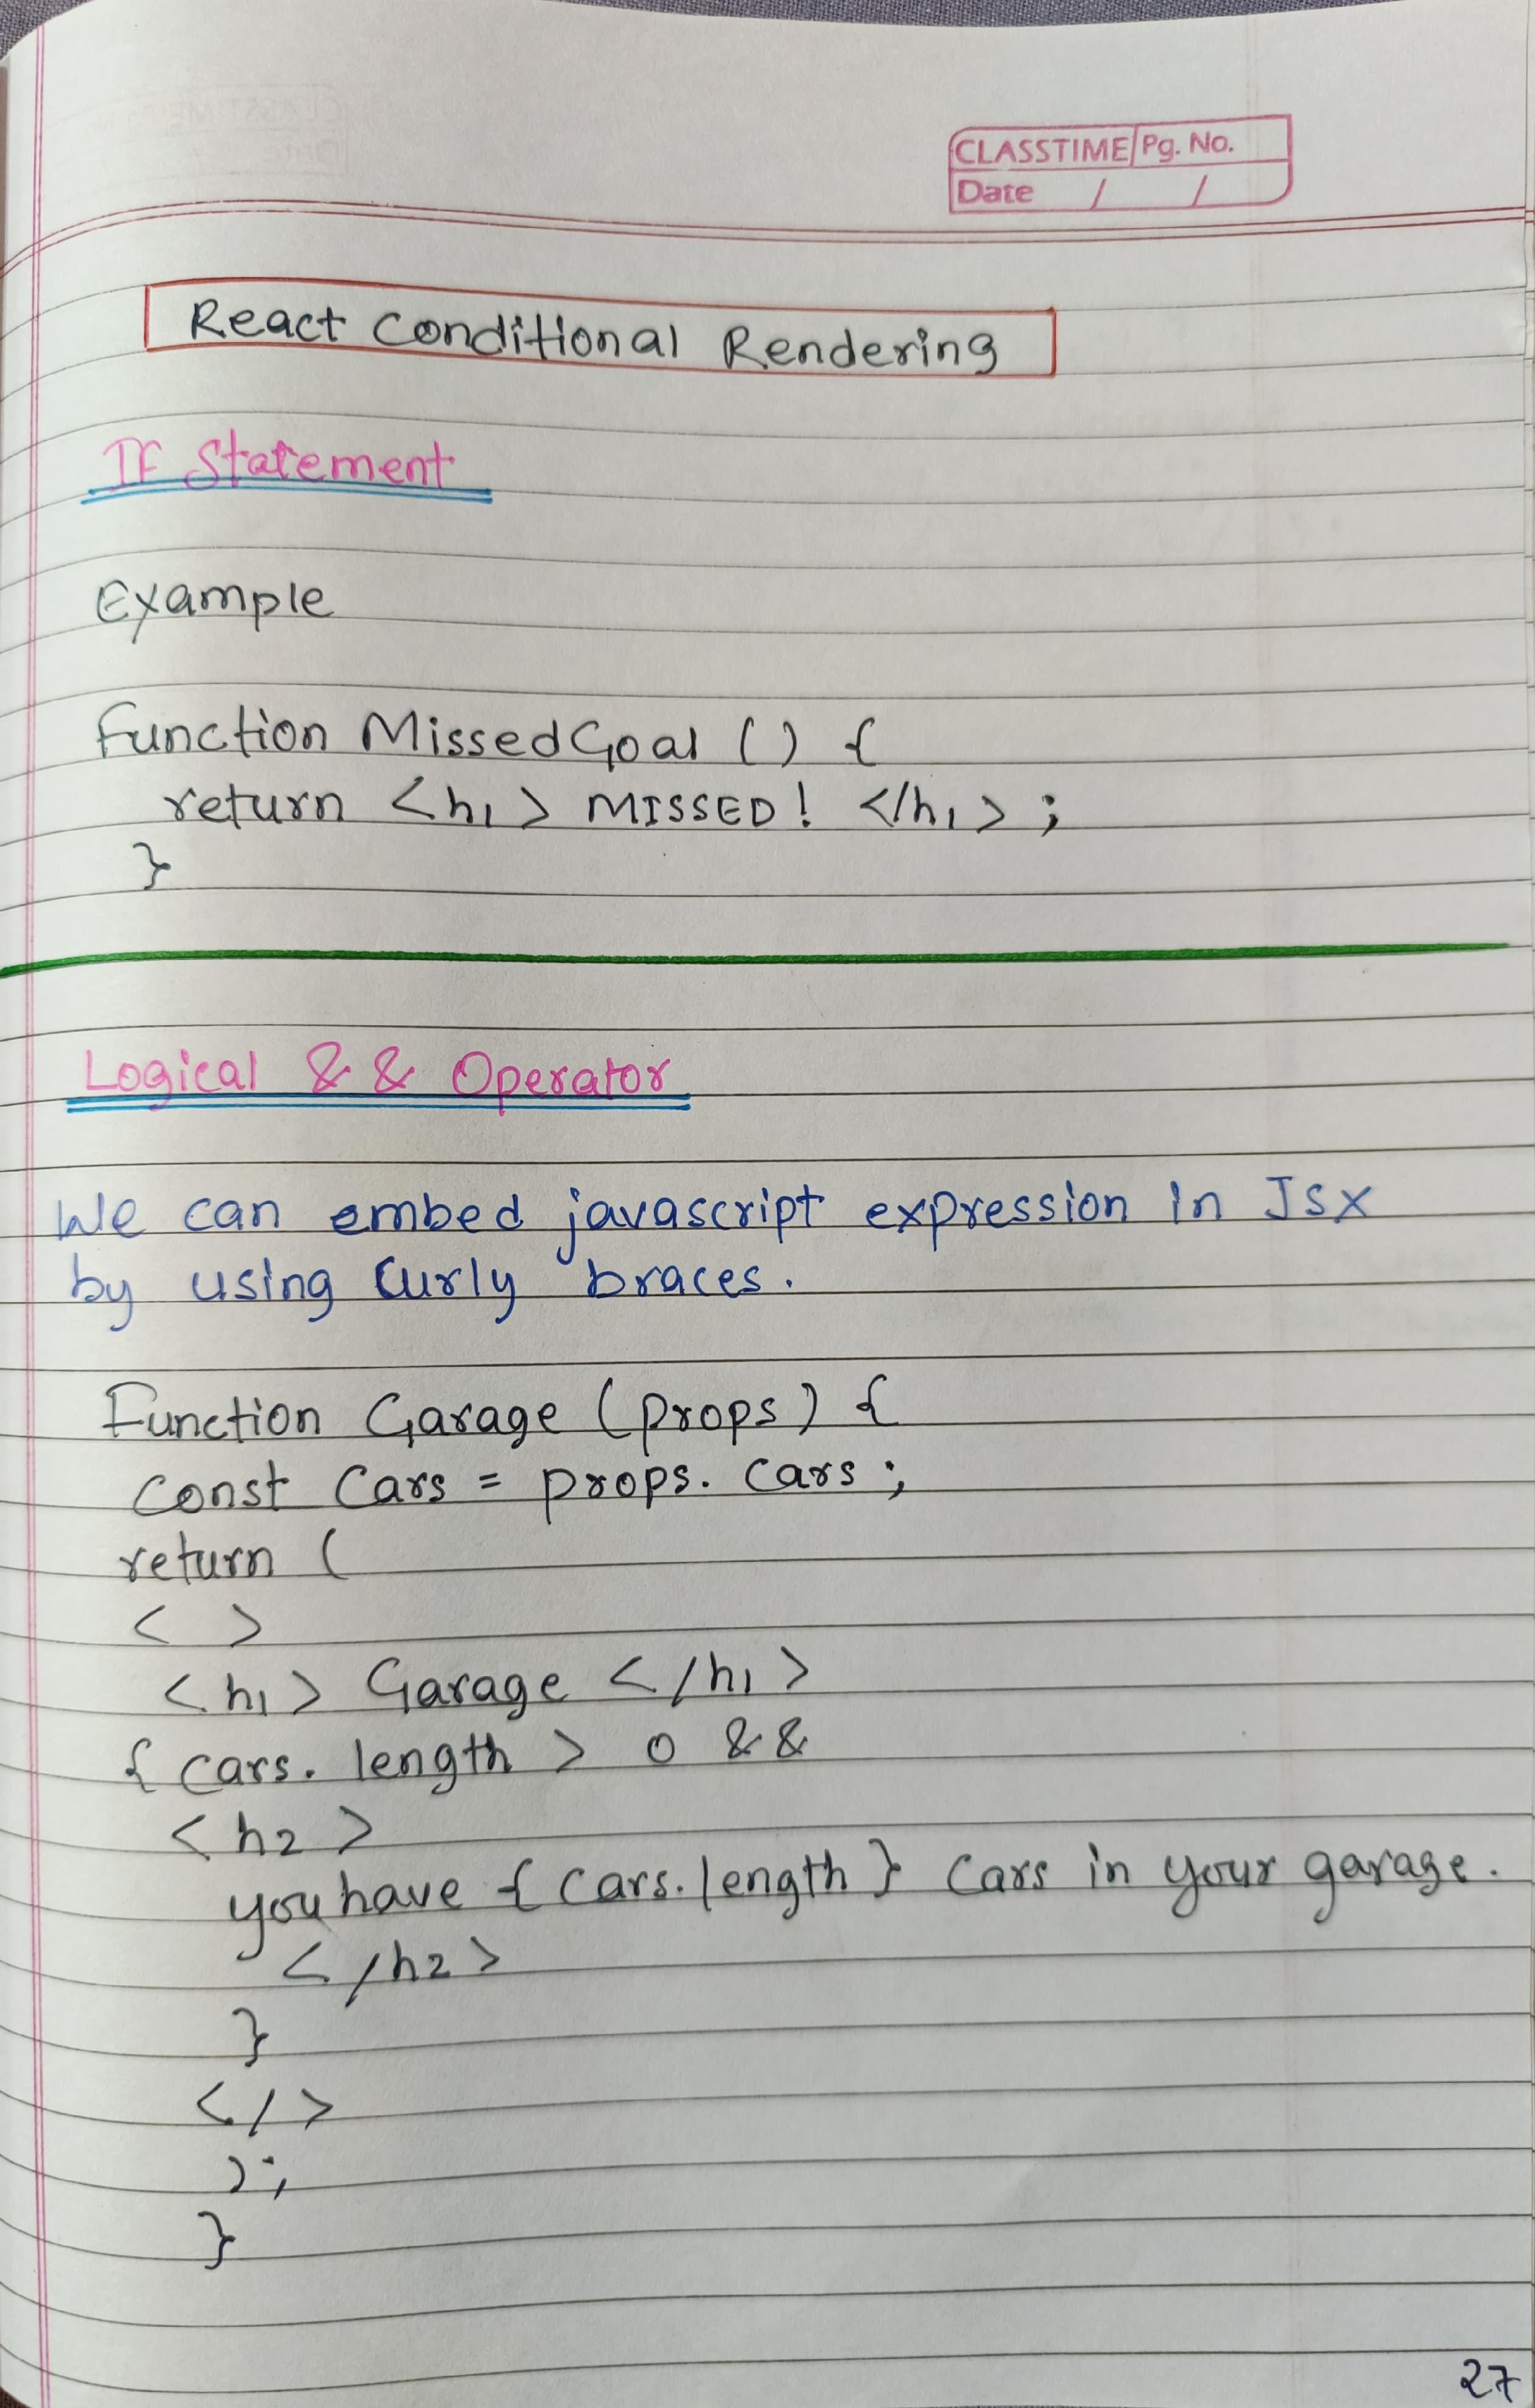 CLASSTIME Pg. No.
Date / /
React Conditional Rendering
If Statement
Example
Function MissedGoal () {
return <h1> MISSED! </h1> ;
}
Logical && Operator
We can embed javascript expression in Jsx
by using curly braces.
Function Garage (props) {
const Cars = props. cars ;
return (
< >
<h1> Garage </h1>
{ cars. length > 0 &&
<h2>
you have { cars.length } cars in your garage.
</h2>
}
</>
);
}
27